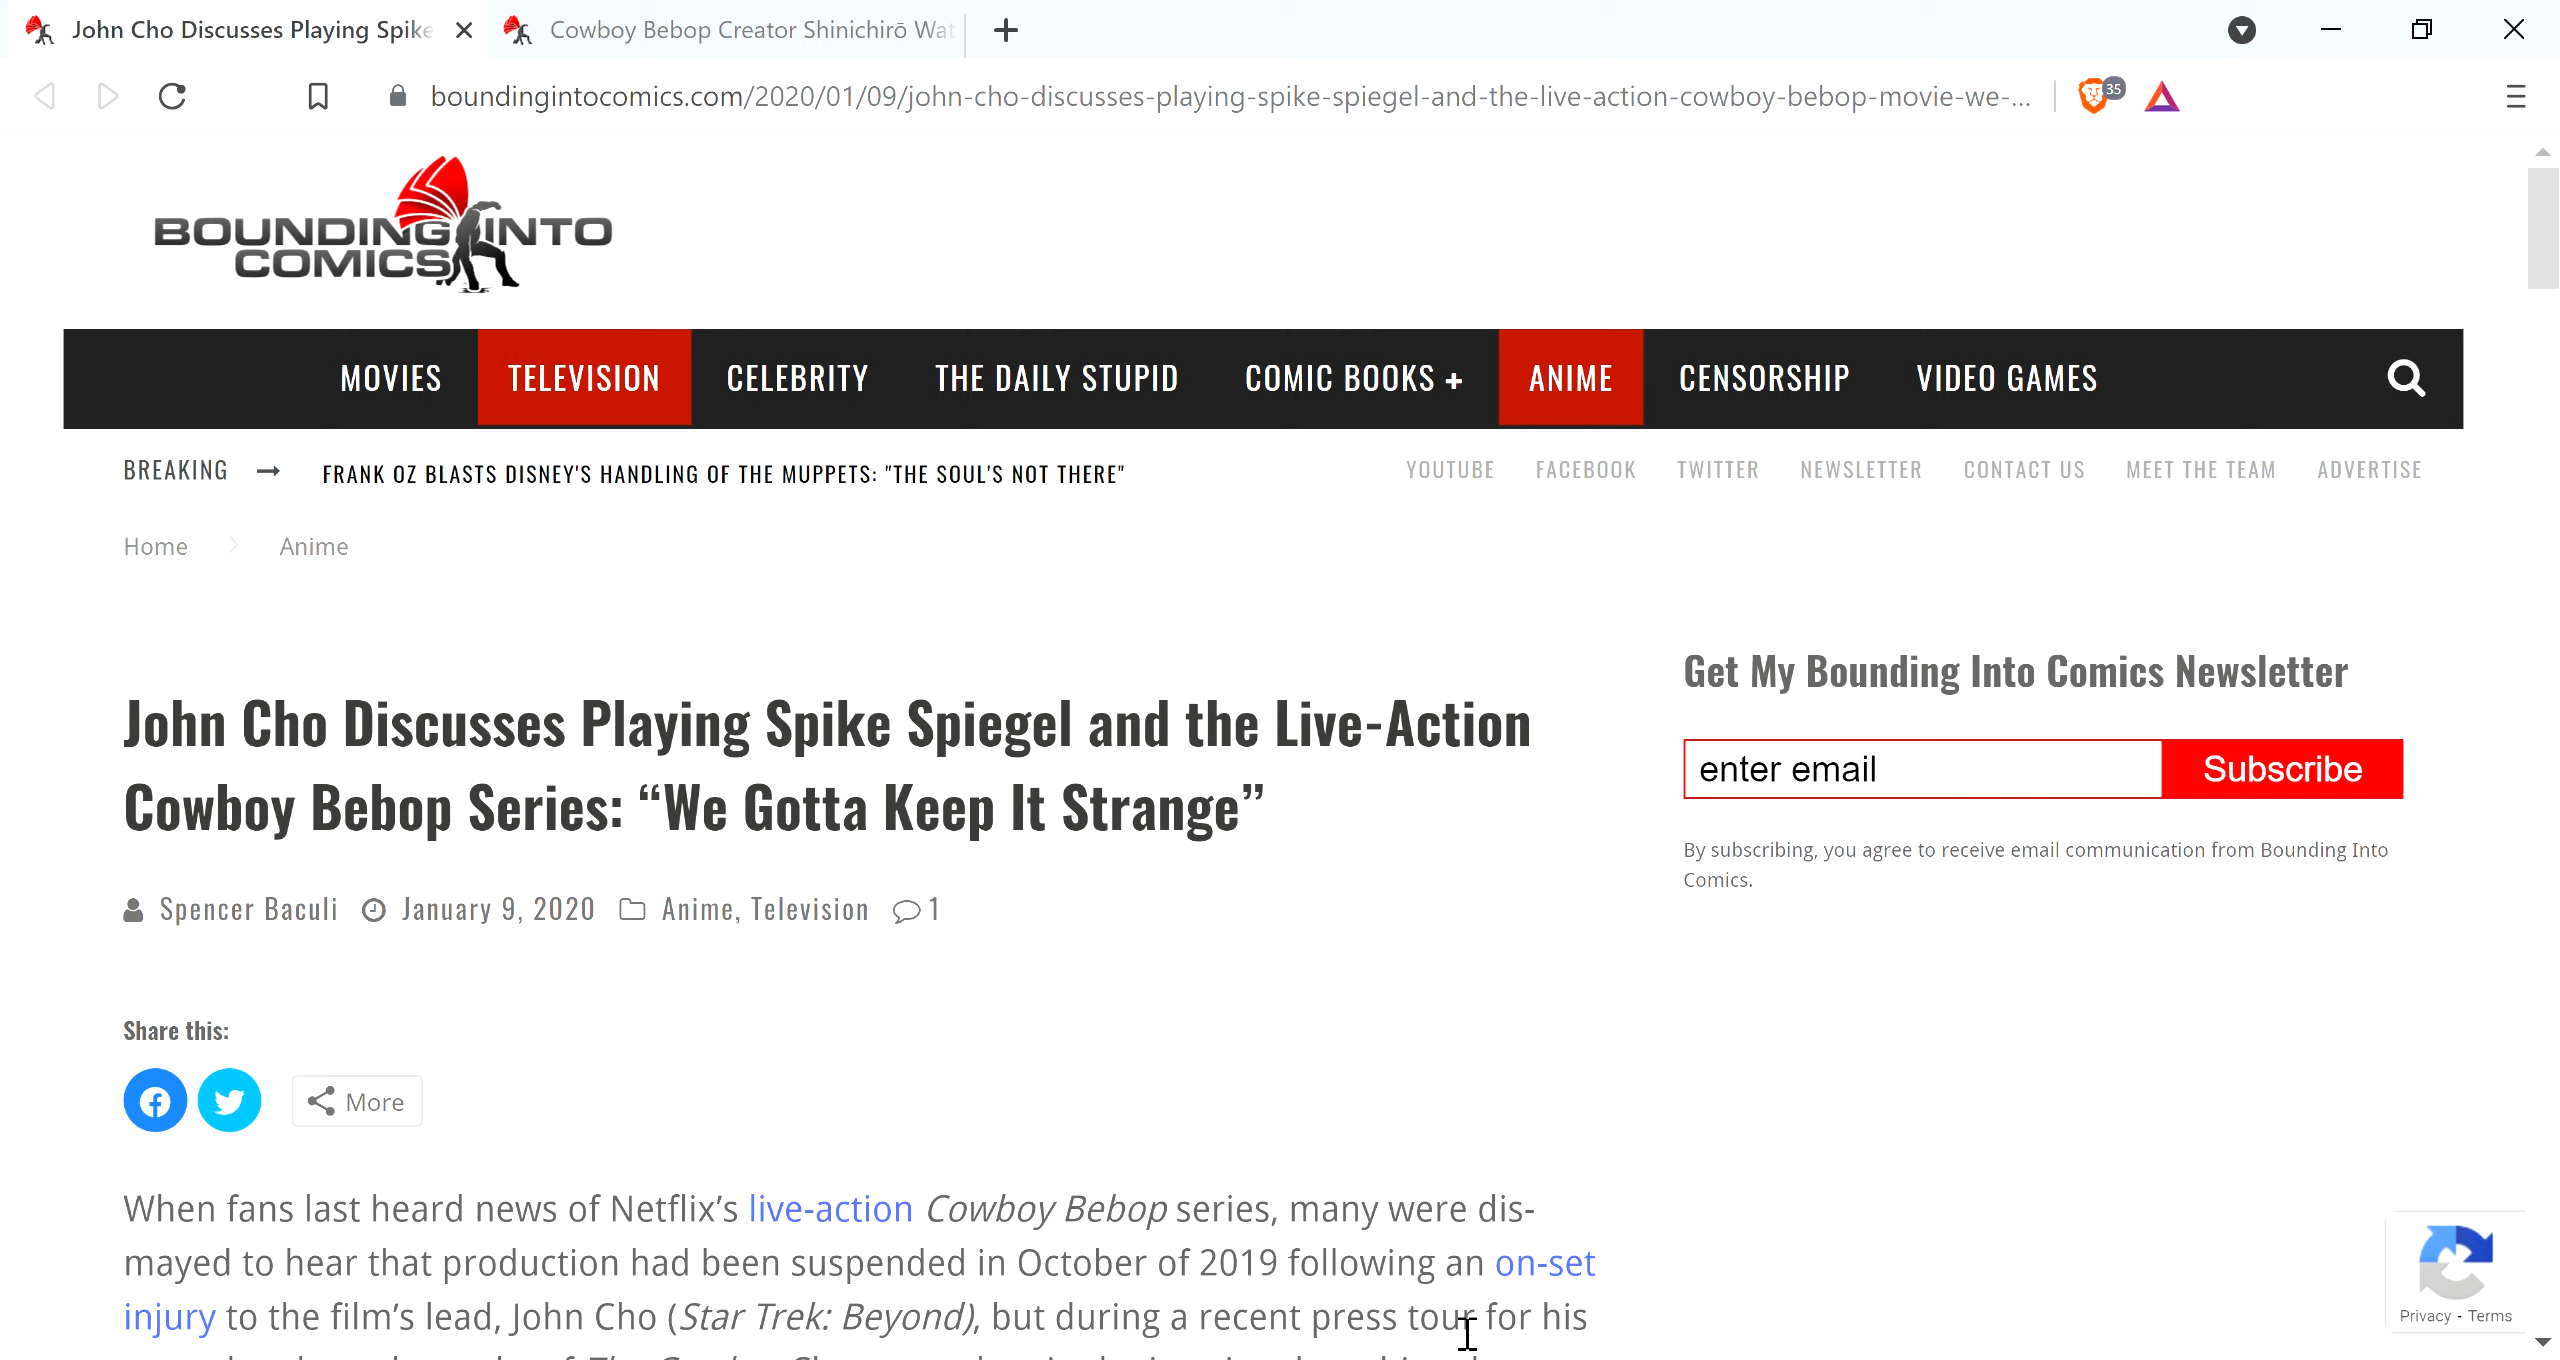 John Cho Discusses Playing Spike
Cowboy Bebop Creator Shinichirō Wat
boundingintocomics.com/2020/01/09/john-cho-discusses-playing-spike-spiegel-and-the-live-action-cowboy-bebop-movie-we-...
35
BOUNDING INTO
COMICS
MOVIES TELEVISION CELEBRITY THE DAILY STUPID COMIC BOOKS + ANIME CENSORSHIP VIDEO GAMES
BREAKING → FRANK OZ BLASTS DISNEY'S HANDLING OF THE MUPPETS: "THE SOUL'S NOT THERE"
YOUTUBE FACEBOOK TWITTER NEWSLETTER CONTACT US MEET THE TEAM ADVERTISE
Home Anime
John Cho Discusses Playing Spike Spiegel and the Live-Action
Cowboy Bebop Series: “We Gotta Keep It Strange”
Spencer Baculi January 9, 2020 Anime, Television 1
Share this:
More
When fans last heard news of Netflix’s live-action Cowboy Bebop series, many were dis-
mayed to hear that production had been suspended in October of 2019 following an on-set
injury to the film’s lead, John Cho (Star Trek: Beyond), but during a recent press tour for his
Get My Bounding Into Comics Newsletter
enter email Subscribe
By subscribing, you agree to receive email communication from Bounding Into
Comics.
Privacy - Terms